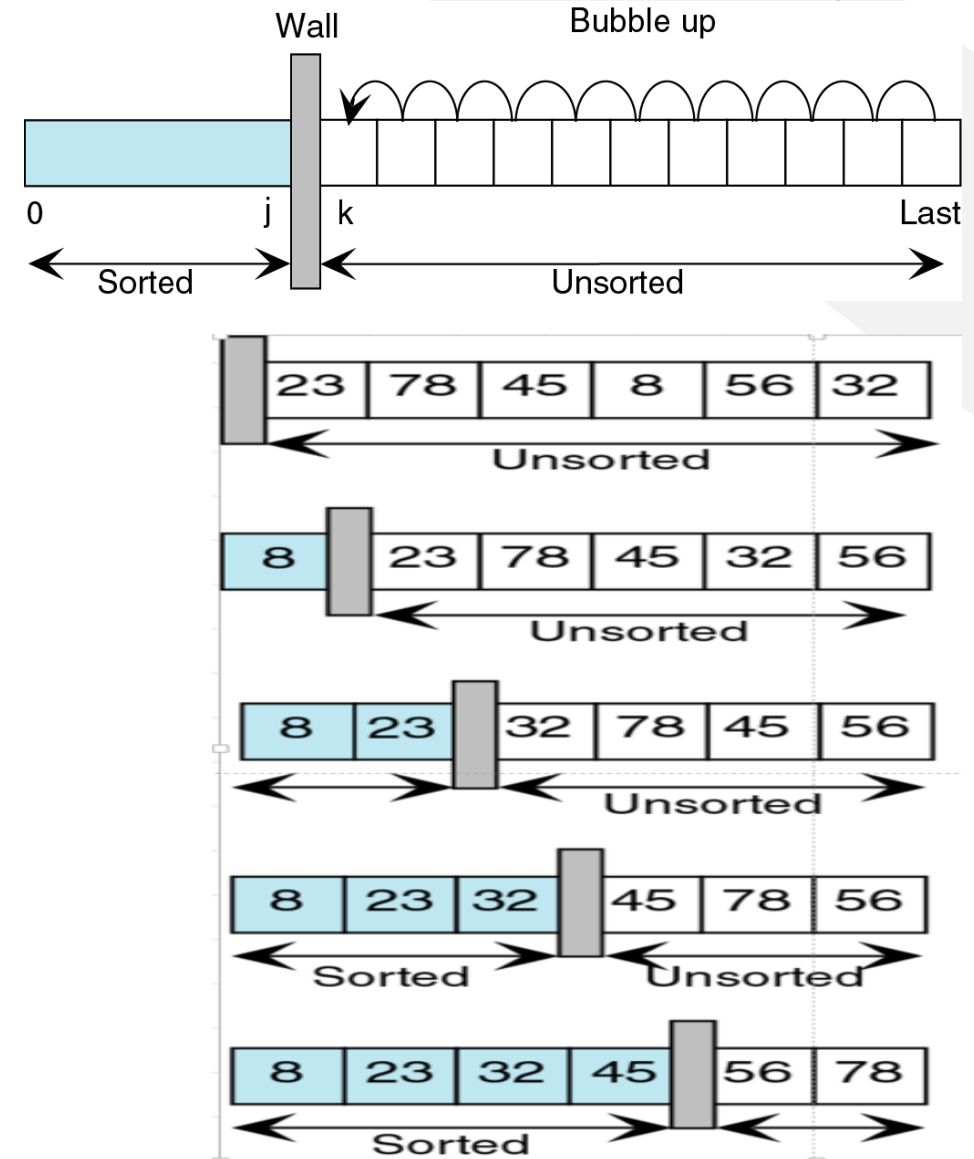 Wall
Bubble up
0 j k Last
Sorted Unsorted
23 78 45 8 56 32
Unsorted
8 23 78 45 32 56
Unsorted
8 23 32 78 45 56
Unsorted
8 23 32 45 78 56
Sorted Unsorted
8 23 32 45 56 78
Sorted